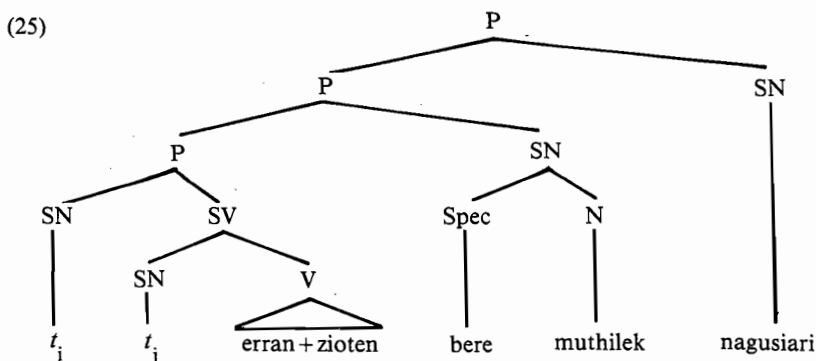 (25)
P
P
SN
P
SN
SN
SV
Spec
N
SN
V
t_i
t_i
erran+zioten
bere
muthilek
nagusiari